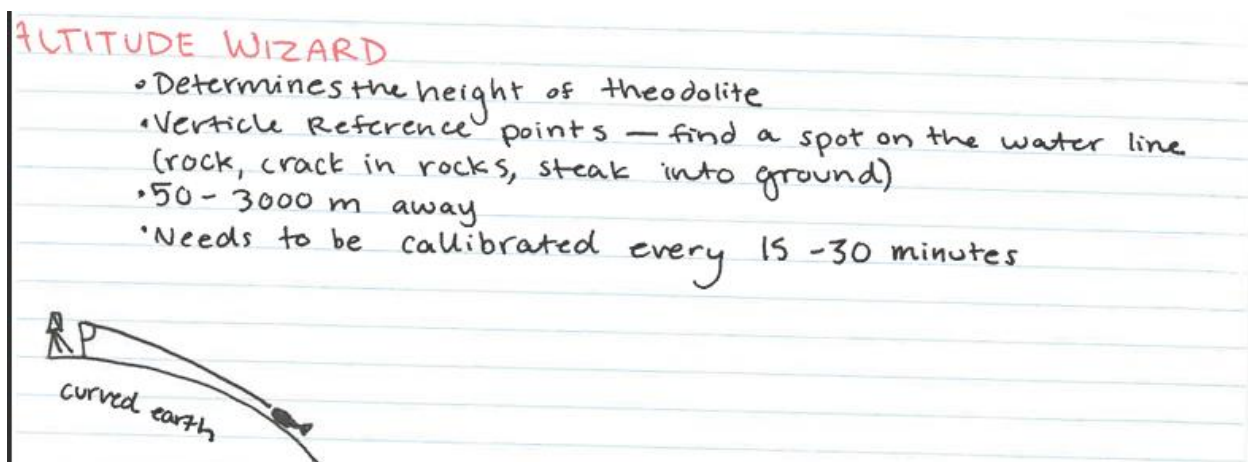 ALTITUDE WIZARD
• Determines the height of theodolite
• Verticle Reference points — find a spot on the water line
(rock, crack in rocks, steak into ground)
• 50 - 3000 m away
• Needs to be callibrated every 15 - 30 minutes
P
curved earth